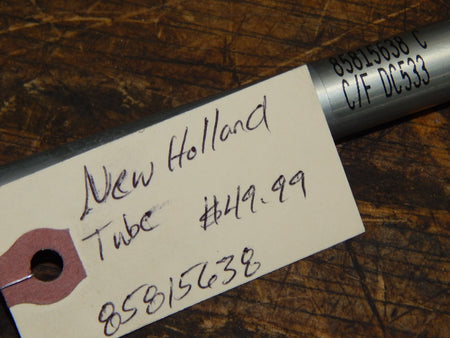 85815638 C
C/F DC533
New Holland
Tube $49.99
85815638